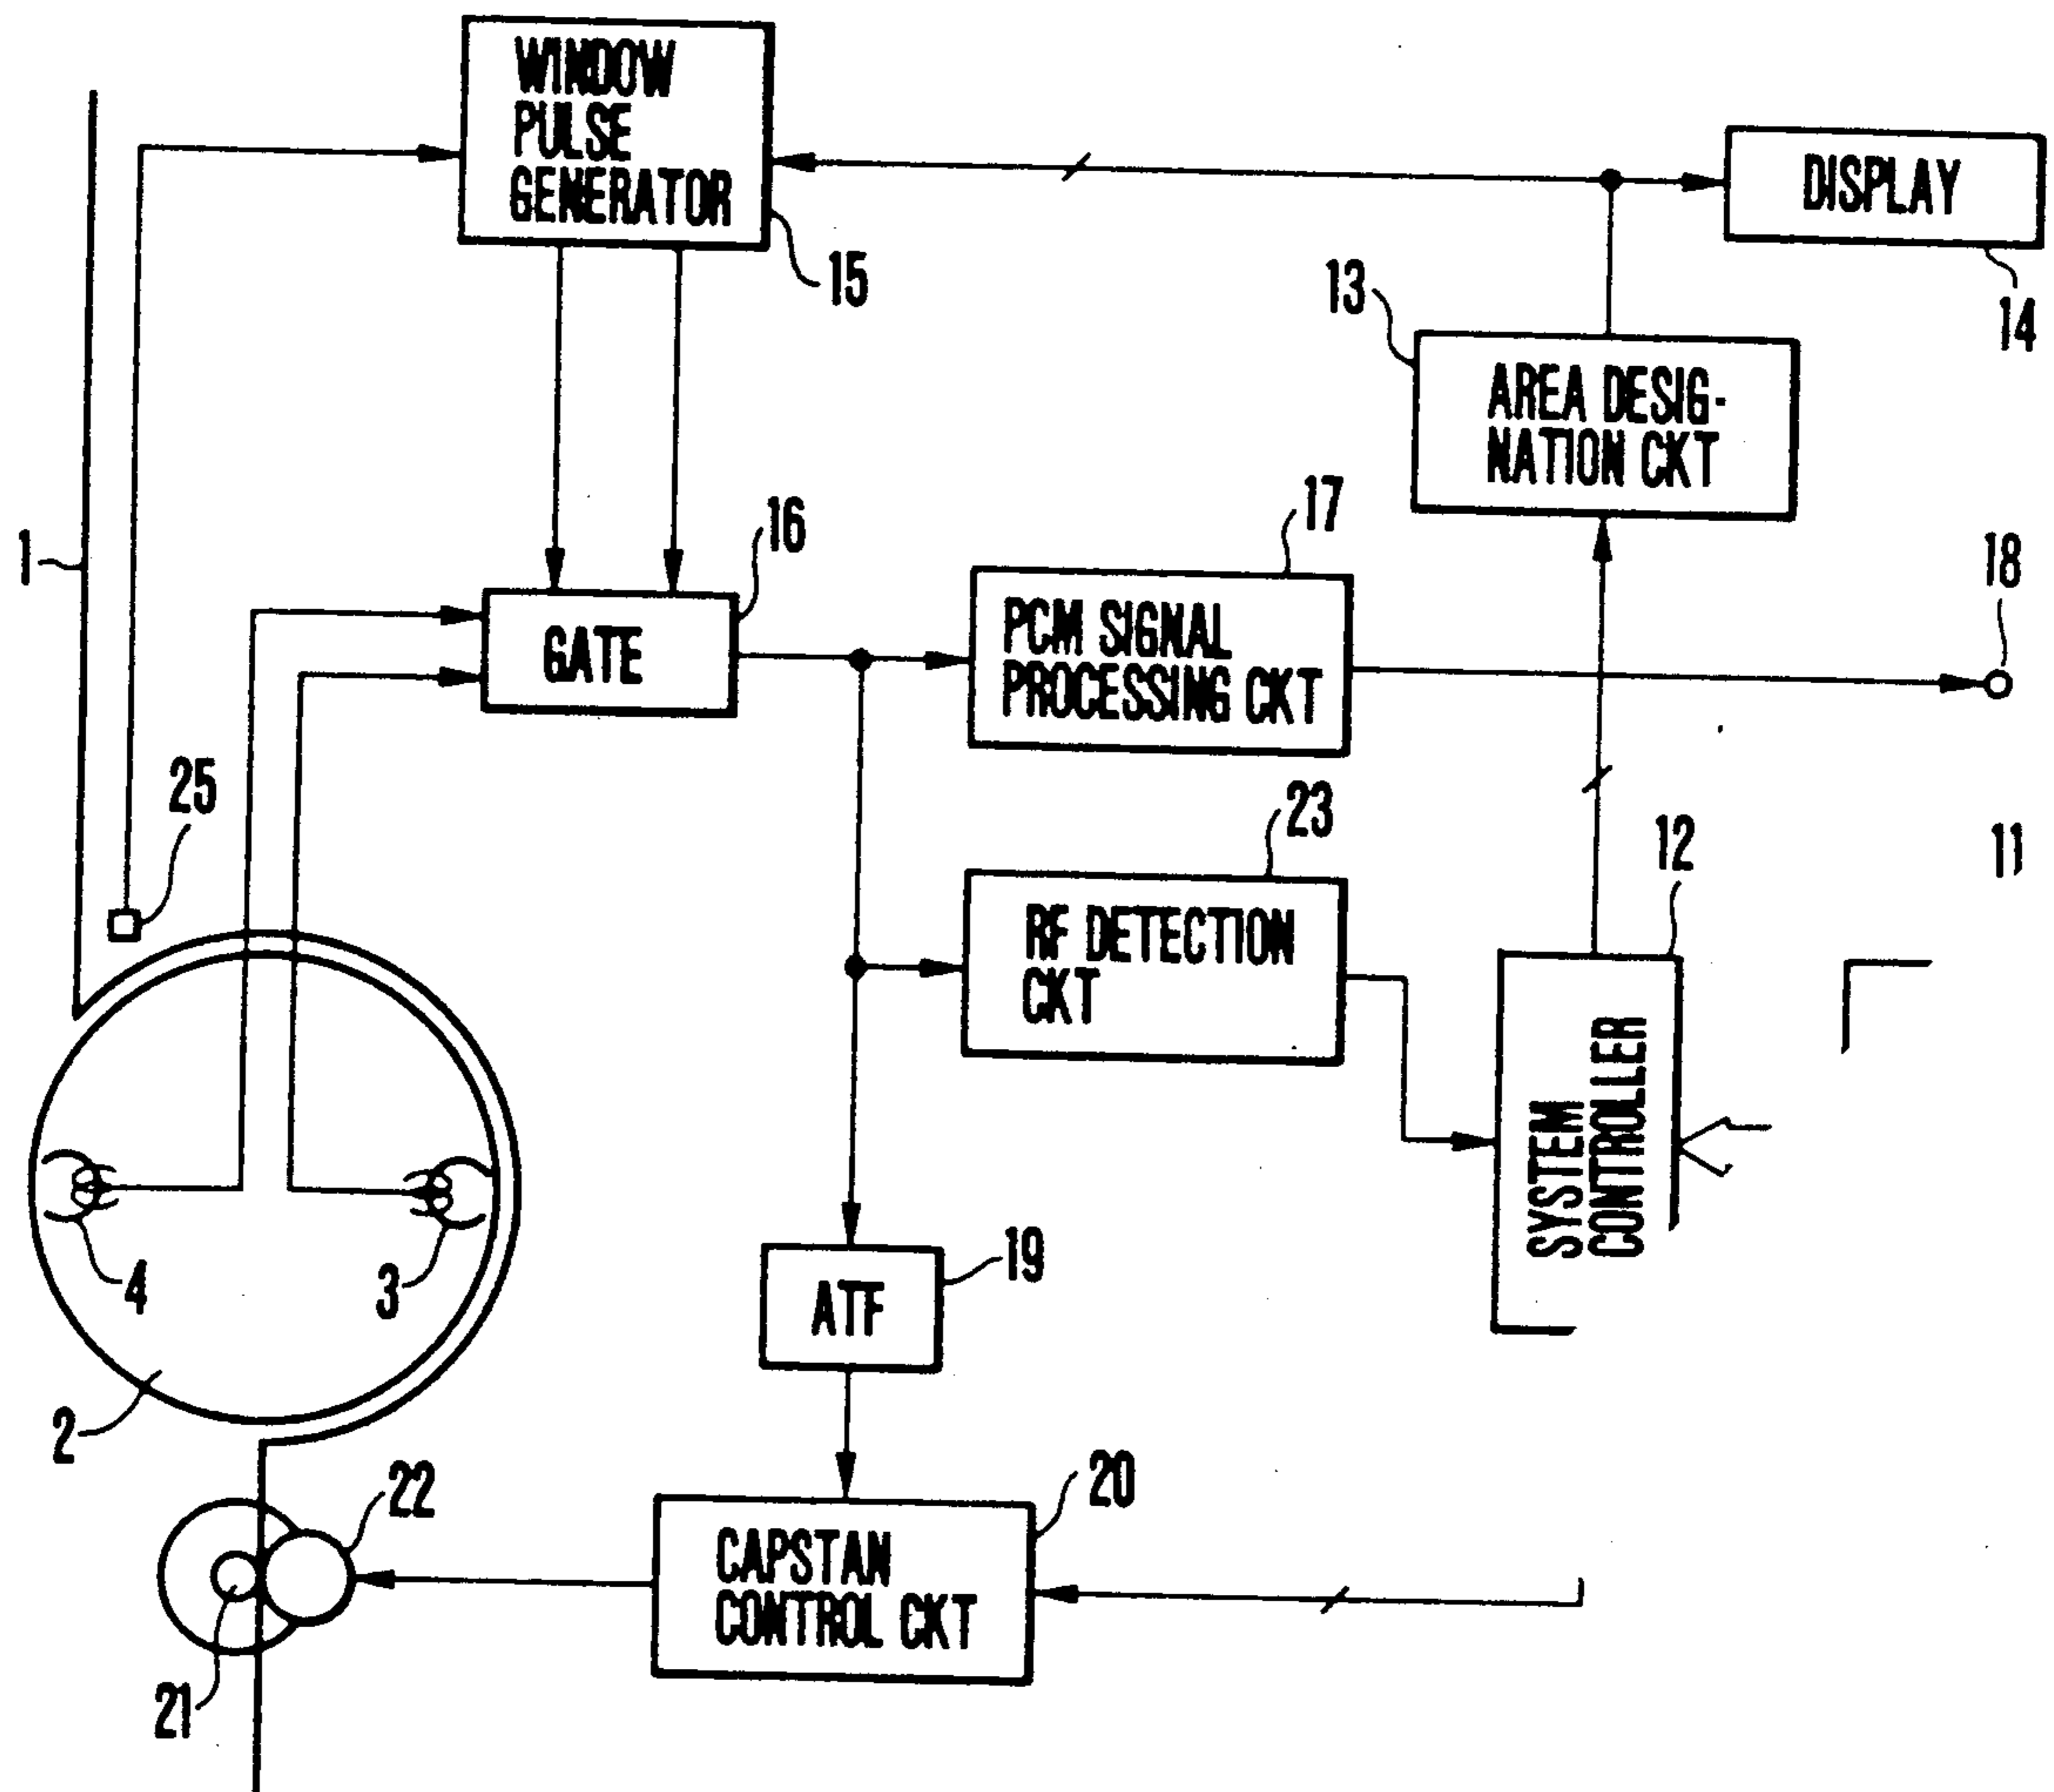 WINDOW
PULSE
GENERATOR
15
DISPLAY
14
13
AREA DESIG-
NATION CKT
1
16
GATE
17
PCM SIGNAL
PROCESSING CKT
18
25
23
RF DETECTION
CKT
12
11
SYSTEM
CONTROLLER
4
3
19
ATF
2
22
20
CAPSTAN
CONTROL CKT
21